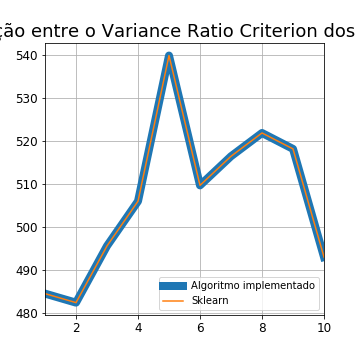 ção entre o Variance Ratio Criterion dos
540
530
520
510
500
490
480
2 4 6 8 10
Algoritmo implementado
Sklearn